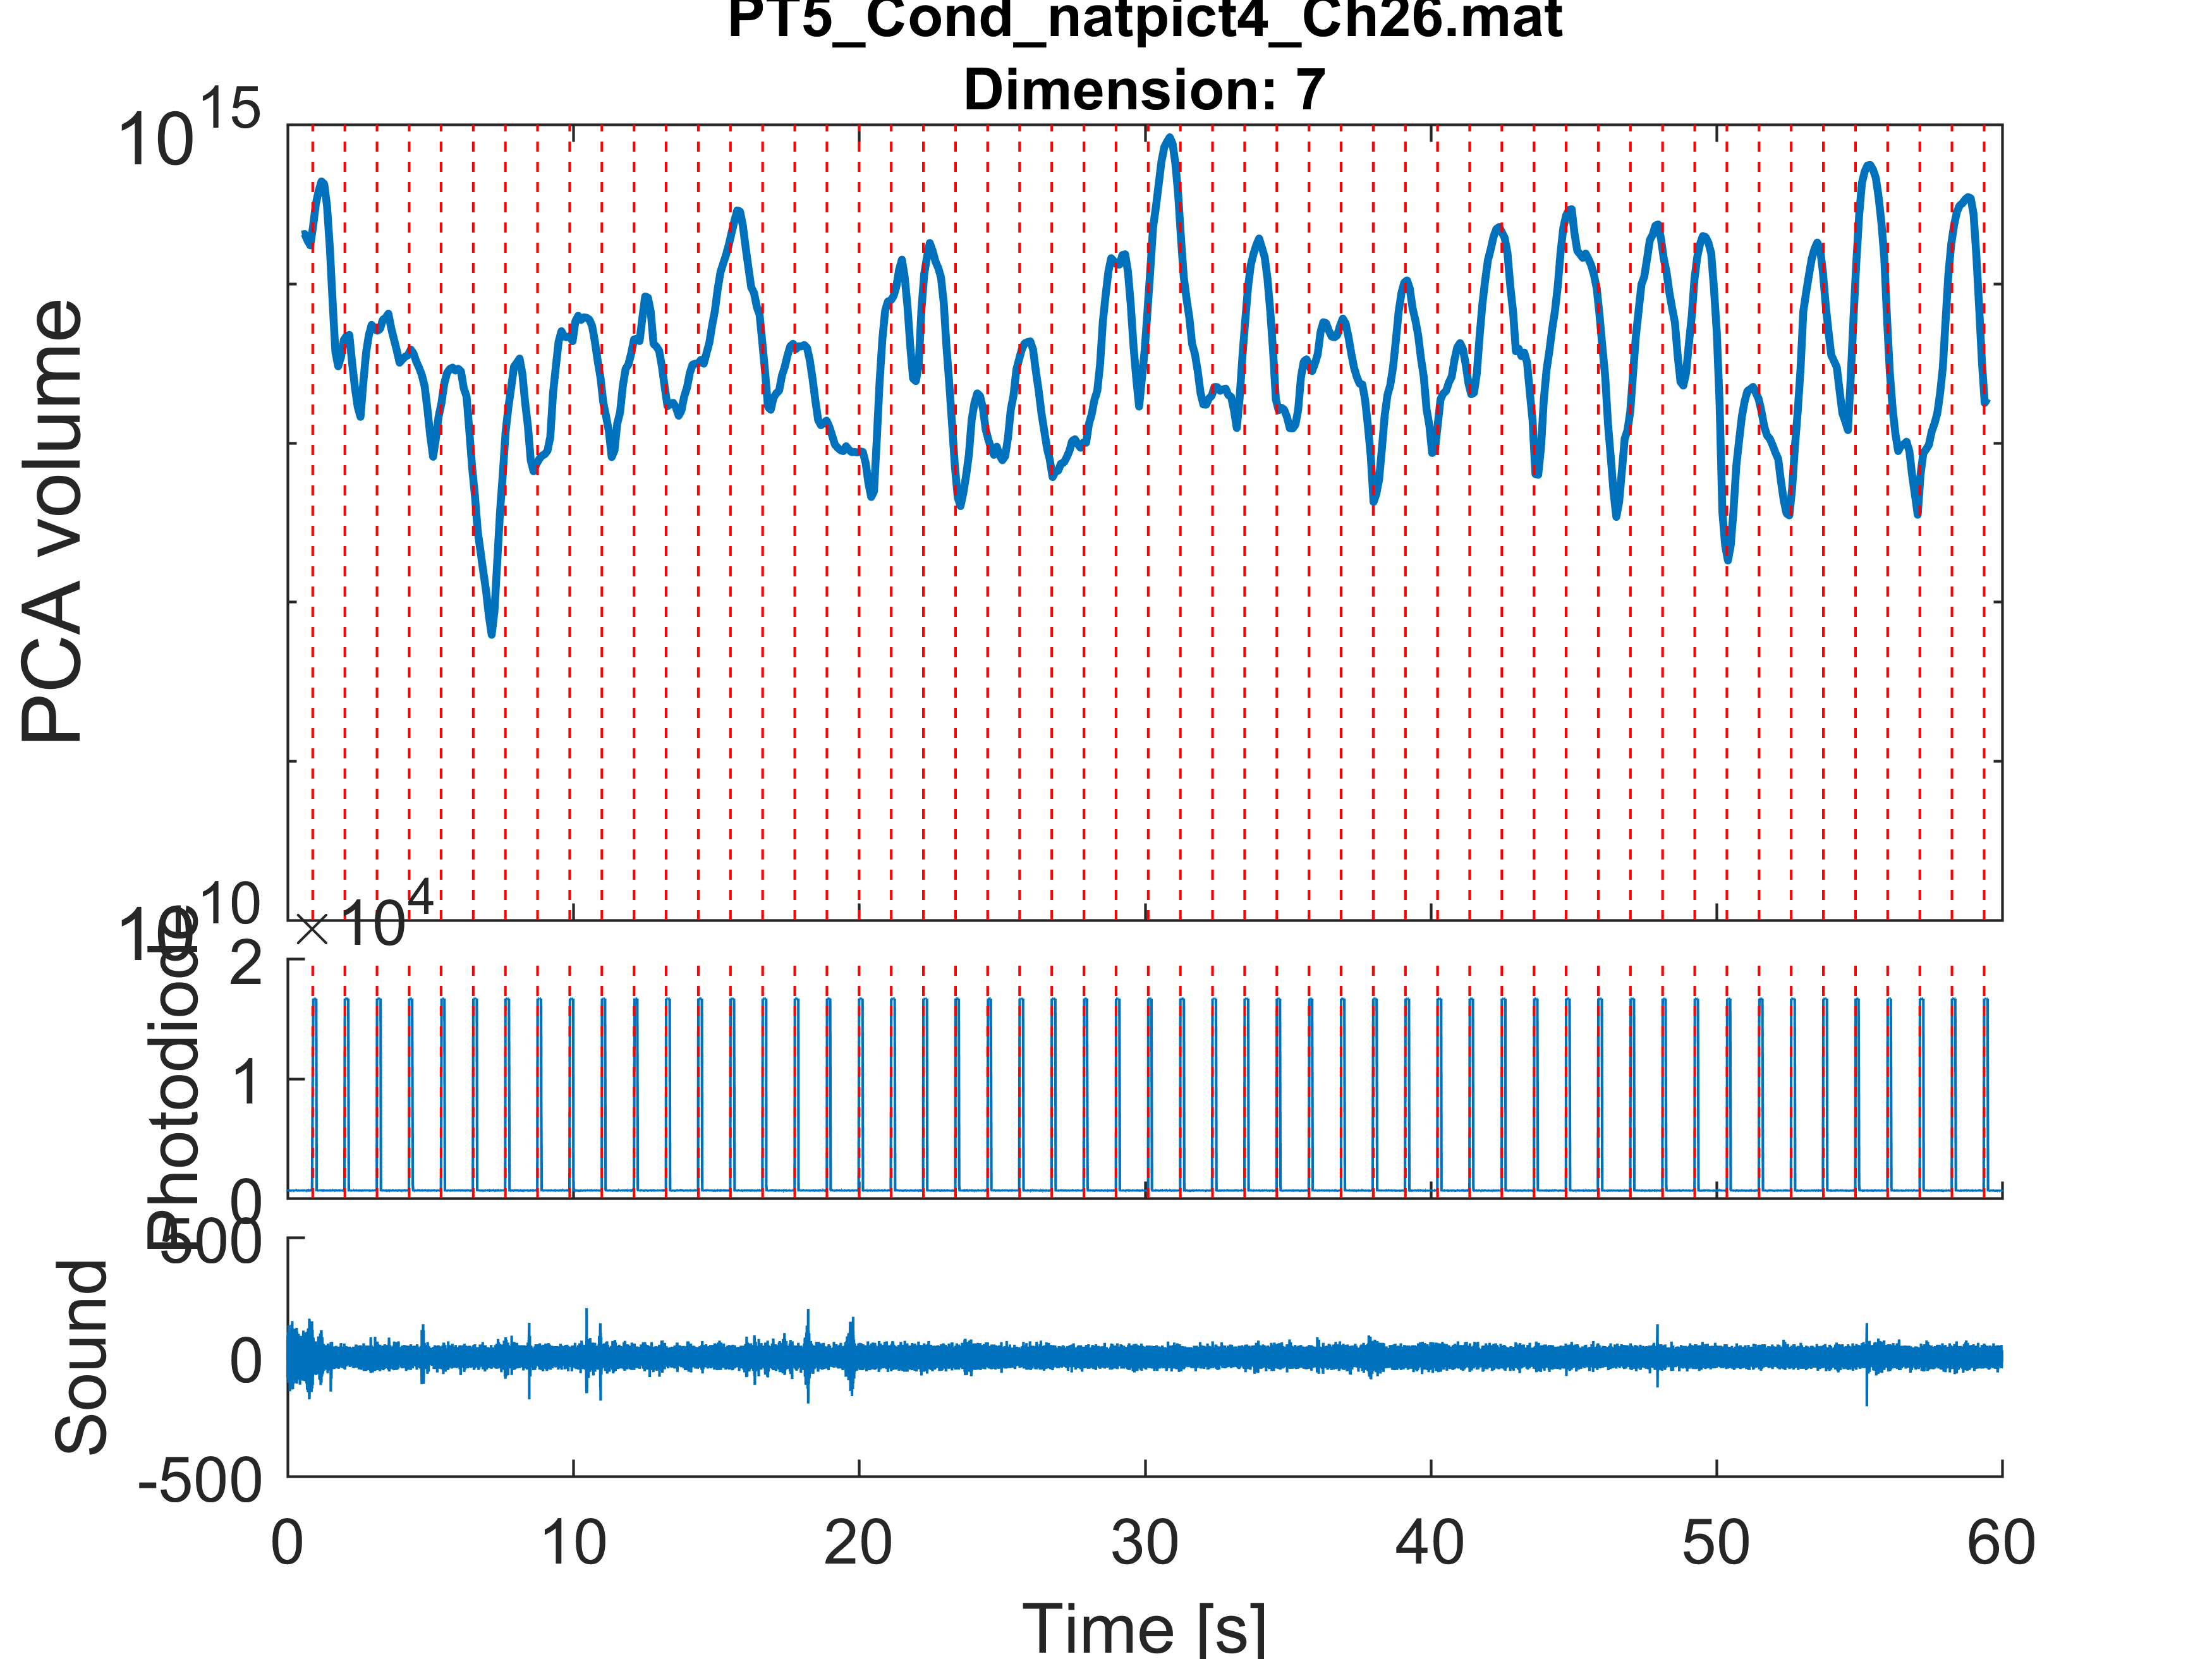 PT5_Cond_natpict4_Ch26.mat
Dimension: 7
10^15
PCA volume
10^10
×10^4
2
1
0
Photodiode
500
0
-500
Sound
0 10 20 30 40 50 60
Time [s]